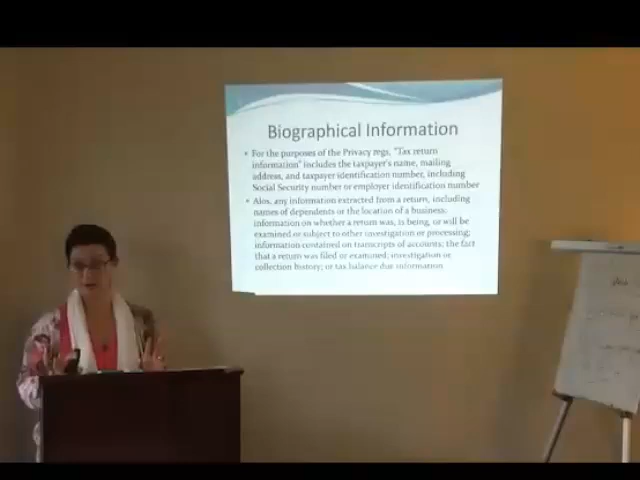 Biographical Information
• For the purposes of the Privacy regs, "Tax return
information" includes the taxpayer's name, mailing
address, and taxpayer identification number, including
Social Security number or employer identification number
• Alos, any information extracted from a return, including
names of dependents or the location of a business;
information on whether a return was, is being, or will be
examined or subject to other investigation or processing;
information contained on transcripts of accounts; the fact
that a return was filed or examined; investigation or
collection history; or tax balance due information